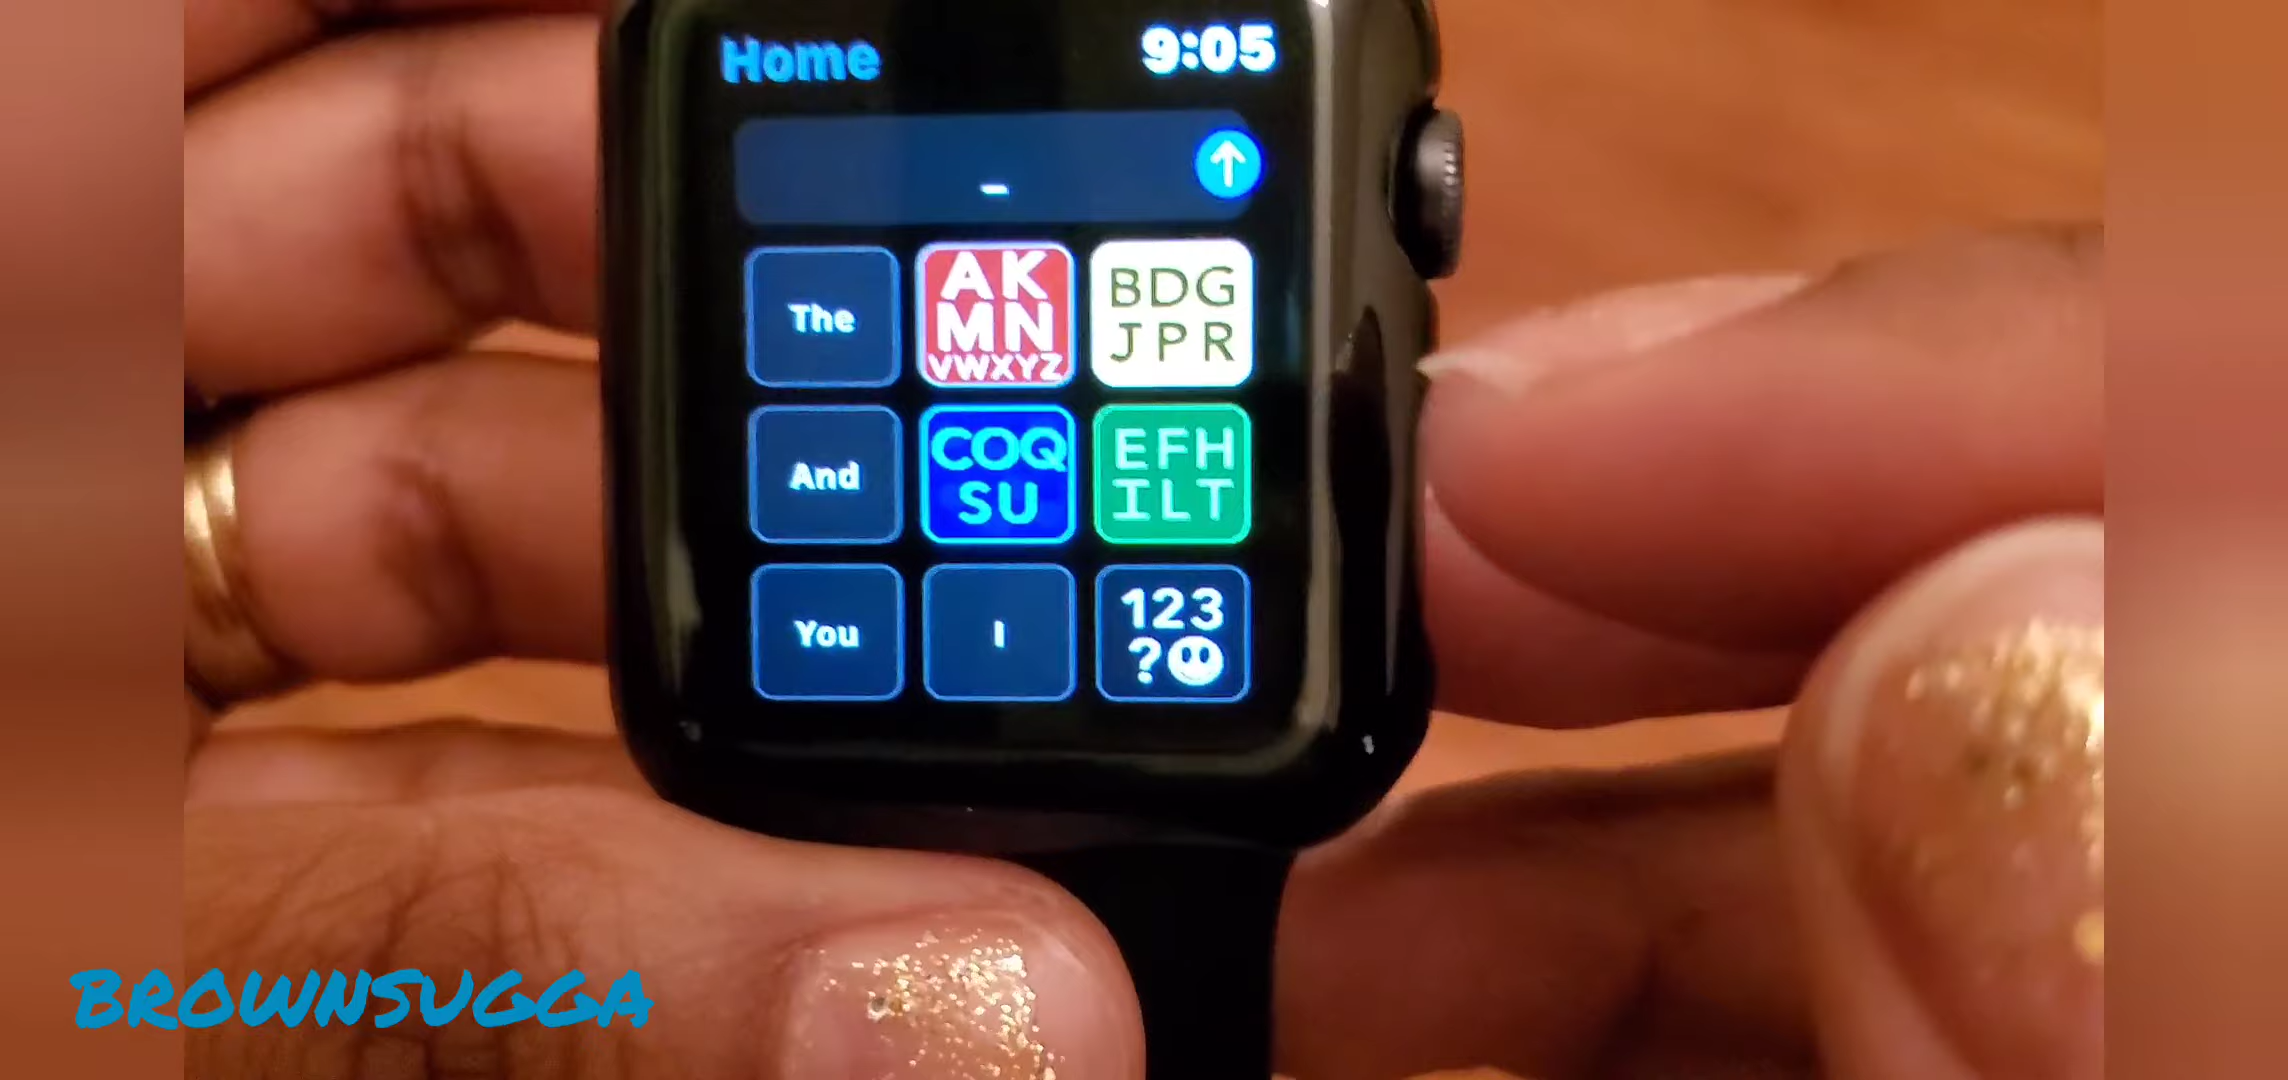 Home 9:05
_
The
AK
MN
VWXYZ
BDG
JPR
And
COQ
SU
EFH
ILT
You
I
123
?
BROWNSUGGA